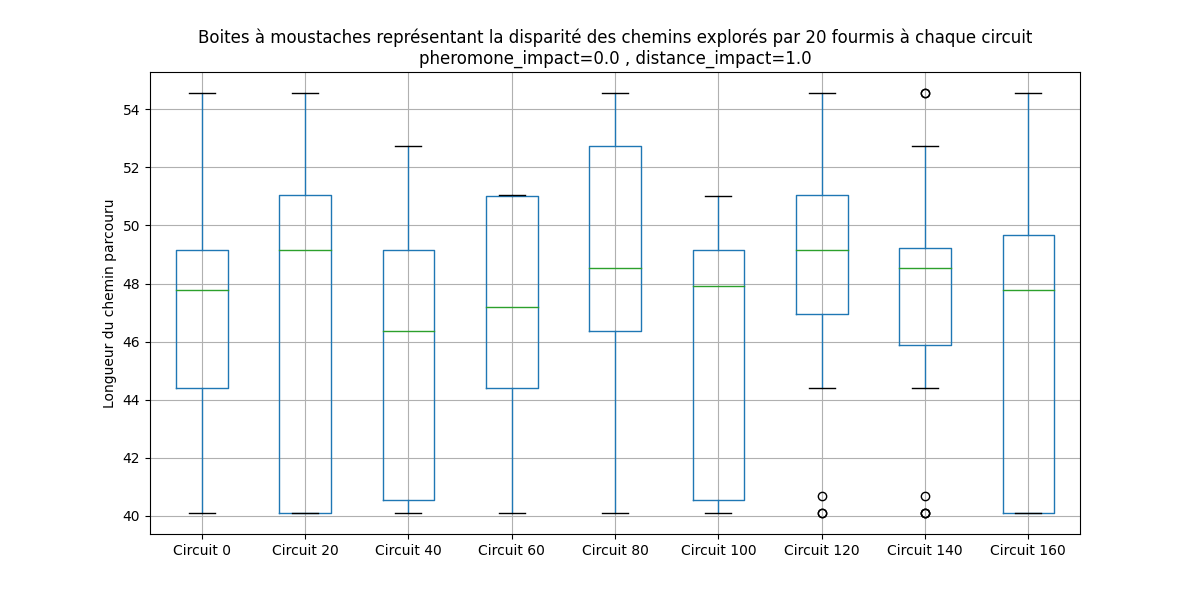 Boites à moustaches représentant la disparité des chemins explorés par 20 fourmis à chaque circuit
pheromone_impact=0.0 , distance_impact=1.0
Longueur du chemin parcouru
54
52
50
48
46
44
42
40
Circuit 0 Circuit 20 Circuit 40 Circuit 60 Circuit 80 Circuit 100 Circuit 120 Circuit 140 Circuit 160